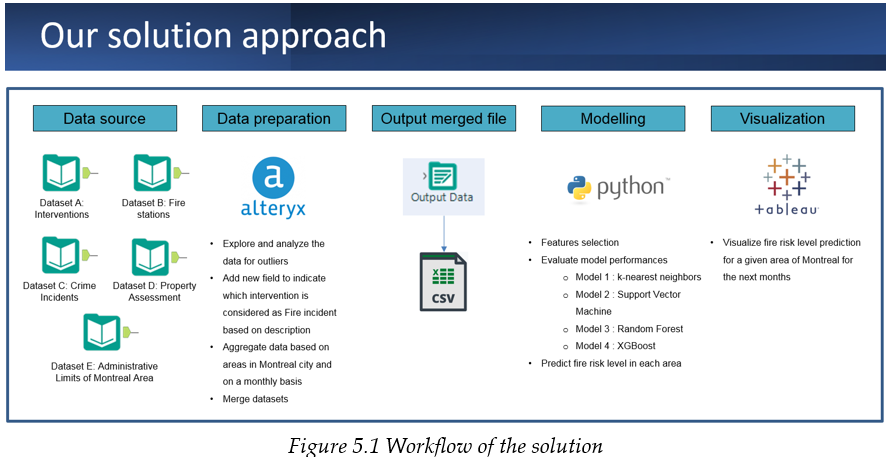 Our solution approach
Data source
Dataset A:
Interventions
Dataset B: Fire
stations
Dataset C: Crime
Incidents
Dataset D: Property
Assessment
Dataset E: Administrative
Limits of Montreal Area
Data preparation
a
alteryx
• Explore and analyze the
data for outliers
• Add new field to indicate
which intervention is
considered as Fire incident
based on description
• Aggregate data based on
areas in Montreal city and
on a monthly basis
• Merge datasets
Output merged file
Output Data
X
CSV
Modelling
python™
• Features selection
• Evaluate model performances
o Model 1 : k-nearest neighbors
o Model 2 : Support Vector
Machine
o Model 3 : Random Forest
o Model 4 : XGBoost
• Predict fire risk level in each area
Visualization
+ableau
• Visualize fire risk level prediction
for a given area of Montreal for
the next months
Figure 5.1 Workflow of the solution